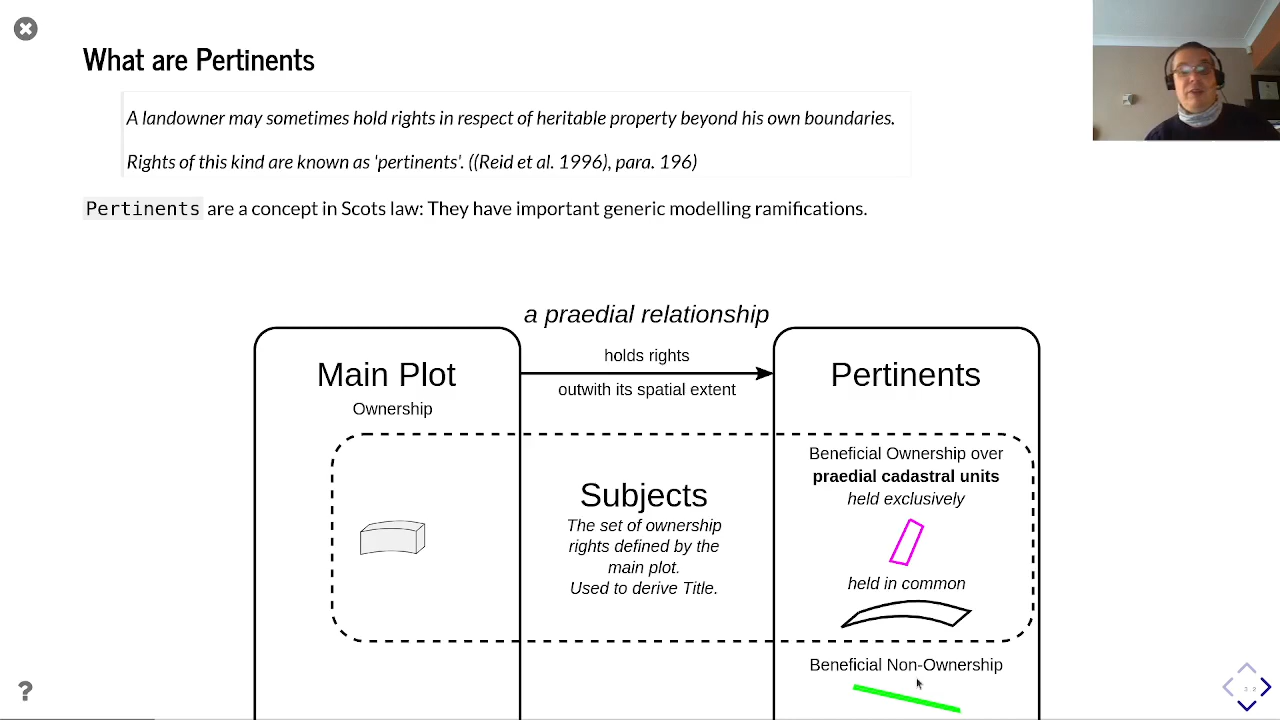 What are Pertinents
A landowner may sometimes hold rights in respect of heritable property beyond his own boundaries.
Rights of this kind are known as 'pertinents'. ((Reid et al. 1996), para. 196)
Pertinents are a concept in Scots law: They have important generic modelling ramifications.
a praedial relationship
Main Plot
Ownership
holds rights
outwith its spatial extent
Pertinents
Subjects
The set of ownership
rights defined by the
main plot.
Used to derive Title.
Beneficial Ownership over
praedial cadastral units
held exclusively
held in common
Beneficial Non-Ownership
?